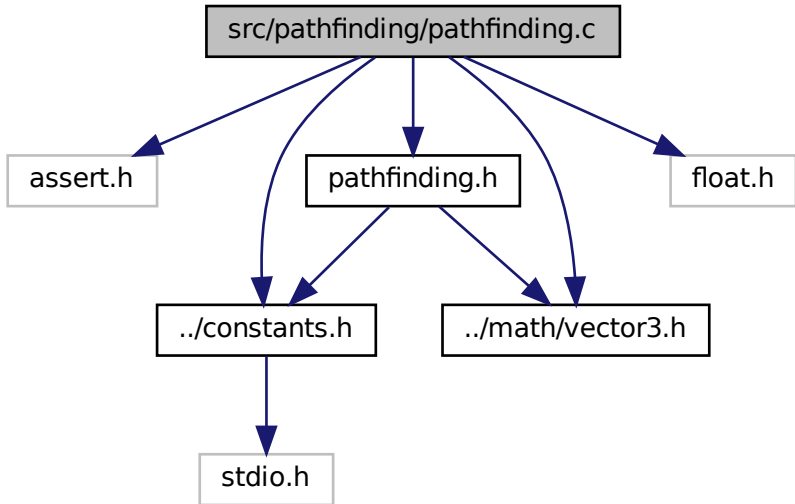 src/pathfinding/pathfinding.c
assert.h
pathfinding.h
float.h
../constants.h
../math/vector3.h
stdio.h